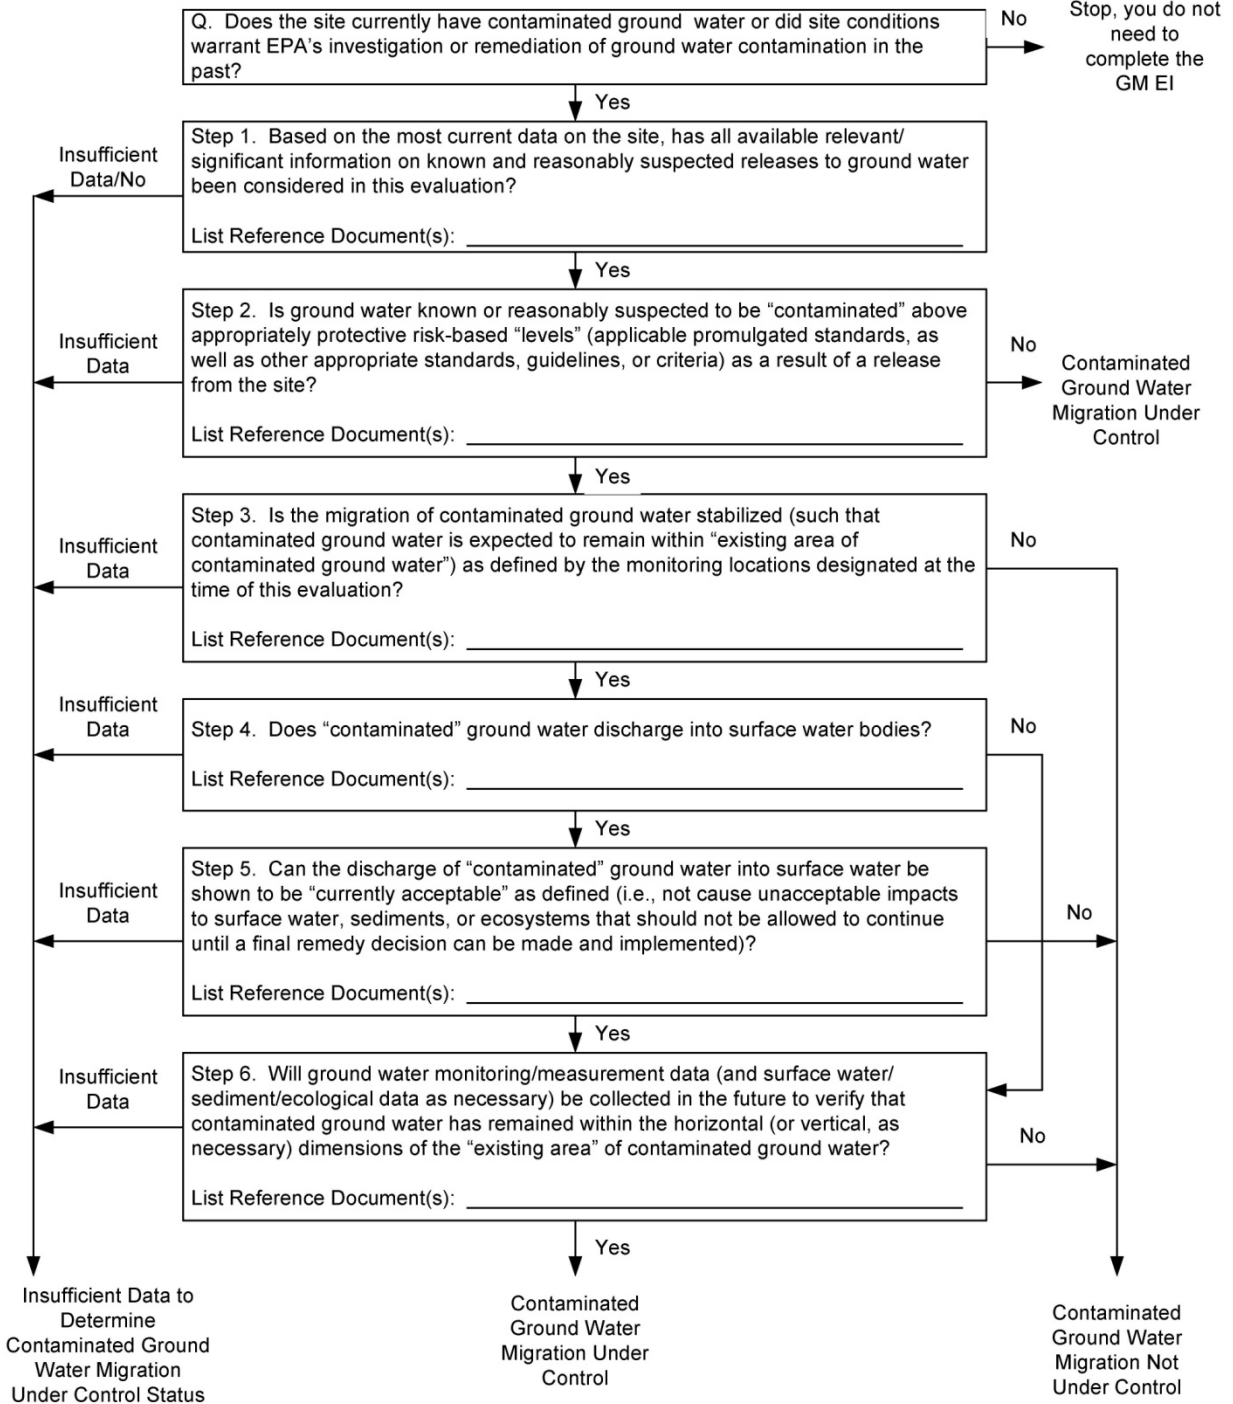 Q. Does the site currently have contaminated ground water or did site conditions
warrant EPA's investigation or remediation of ground water contamination in the
past?
No
Stop, you do not
need to
complete the
GM EI
Yes
Insufficient
Data/No
Step 1. Based on the most current data on the site, has all available relevant/
significant information on known and reasonably suspected releases to ground water
been considered in this evaluation?
List Reference Document(s):
Yes
Insufficient
Data
Step 2. Is ground water known or reasonably suspected to be “contaminated” above
appropriately protective risk-based “levels” (applicable promulgated standards, as
well as other appropriate standards, guidelines, or criteria) as a result of a release
from the site?
List Reference Document(s):
No
Contaminated
Ground Water
Migration Under
Control
Yes
Insufficient
Data
Step 3. Is the migration of contaminated ground water stabilized (such that
contaminated ground water is expected to remain within “existing area of
contaminated ground water”) as defined by the monitoring locations designated at the
time of this evaluation?
List Reference Document(s):
No
Yes
Insufficient
Data
Step 4. Does “contaminated” ground water discharge into surface water bodies?
List Reference Document(s):
No
Yes
Insufficient
Data
Step 5. Can the discharge of “contaminated” ground water into surface water be
shown to be “currently acceptable” as defined (i.e., not cause unacceptable impacts
to surface water, sediments, or ecosystems that should not be allowed to continue
until a final remedy decision can be made and implemented)?
List Reference Document(s):
No
Yes
Insufficient
Data
Step 6. Will ground water monitoring/measurement data (and surface water/
sediment/ecological data as necessary) be collected in the future to verify that
contaminated ground water has remained within the horizontal (or vertical, as
necessary) dimensions of the “existing area” of contaminated ground water?
List Reference Document(s):
No
Yes
Insufficient Data to
Determine
Contaminated Ground
Water Migration
Under Control Status
Contaminated
Ground Water
Migration Under
Control
Contaminated
Ground Water
Migration Not
Under Control